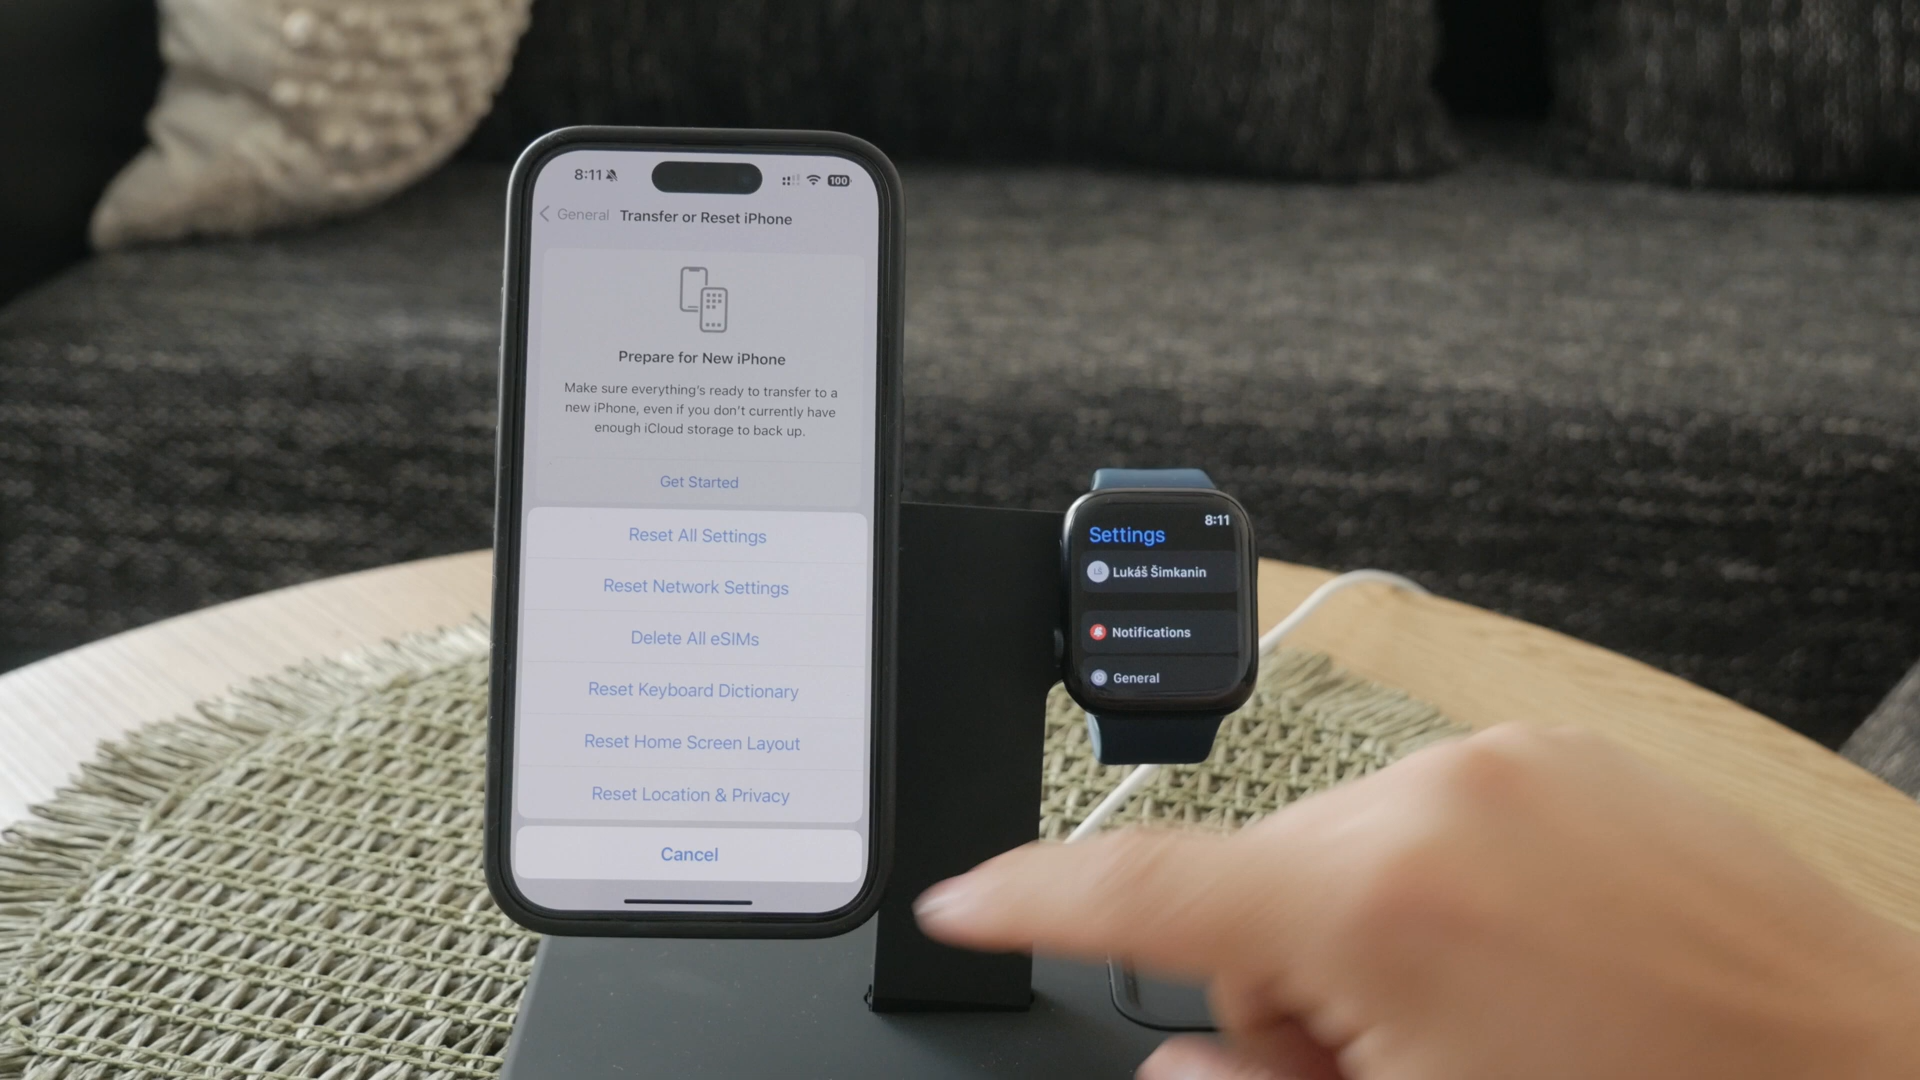 8:11
100
General Transfer or Reset iPhone
Prepare for New iPhone
Make sure everything's ready to transfer to a
new iPhone, even if you don't currently have
enough iCloud storage to back up.
Get Started
Reset All Settings
Reset Network Settings
Delete All eSIMs
Reset Keyboard Dictionary
Reset Home Screen Layout
Reset Location & Privacy
Cancel
8:11
Settings
LŠ Lukáš Šimkanin
Notifications
General